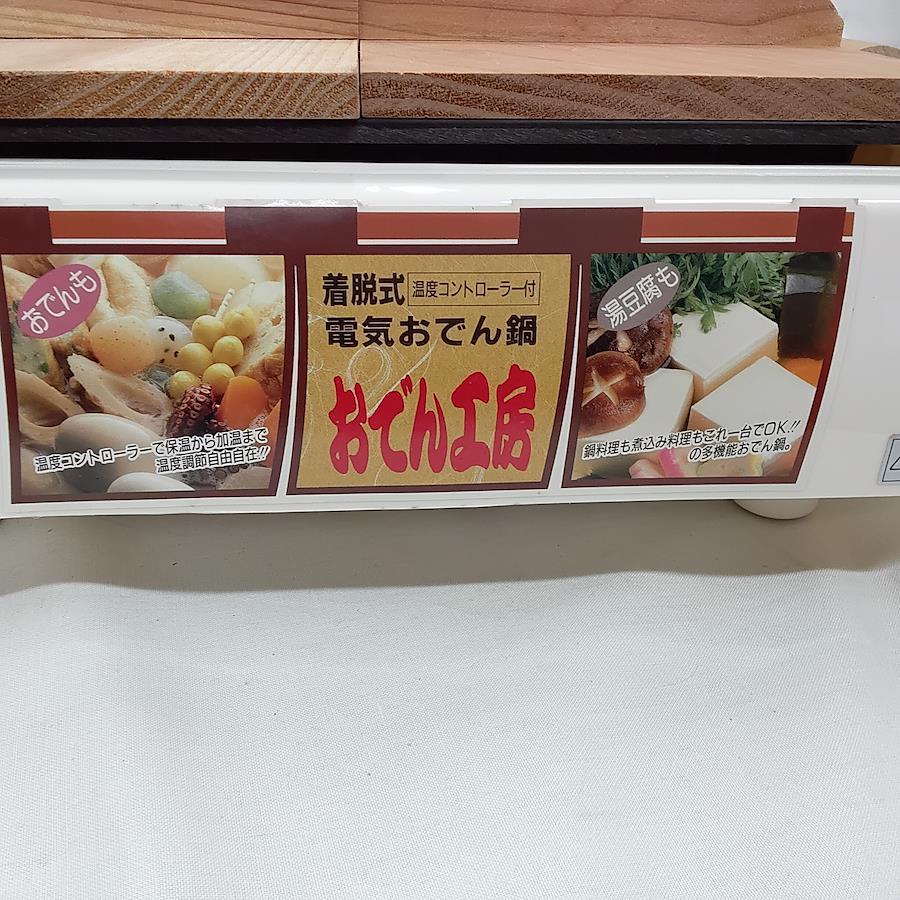 おでんも
温度コントローラーで保温から加温まで
温度調節自由自在!!
着脱式 温度コントローラー付
電気おでん鍋
おでん工房
湯豆腐も
鍋料理も煮込み料理もこれ一台でOK!!
の多機能おでん鍋。